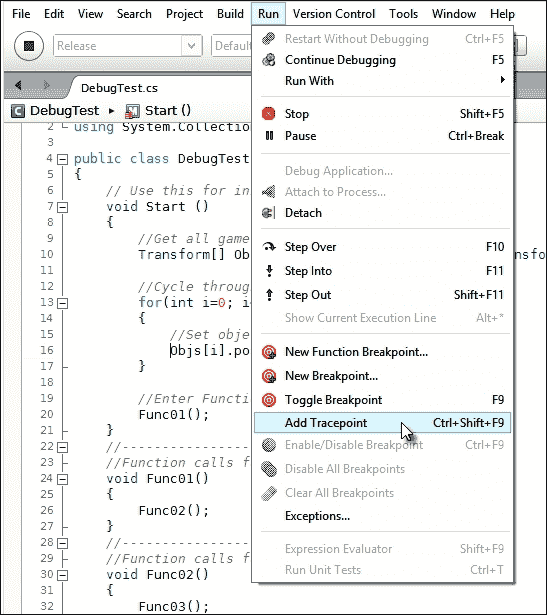 File Edit View Search Project Build Run Version Control Tools Window Help
Release Default
DebugTest.cs
DebugTest ▸ Start ()
2 using System.Collection
3
4 public class DebugTest
5 {
6 // Use this for in
7 void Start ()
8 {
9 //Get all game
10 Transform[] Ob nsfo
11
12 //Cycle throug
13 for(int i=0; i
14 {
15 //Set obje
16 Objs[i].po
17 }
18
19 //Enter Functi
20 Func01();
21 }
22 //-----------------
23 //Function calls f
24 void Func01()
25 {
26 Func02();
27 }
28 //-----------------
29 //Function calls f
30 void Func02()
31 {
32 Func03();
Restart Without Debugging Ctrl+F5
Continue Debugging F5
Run With
Stop Shift+F5
Pause Ctrl+Break
Debug Application...
Attach to Process...
Detach
Step Over F10
Step Into F11
Step Out Shift+F11
Show Current Execution Line Alt+*
New Function Breakpoint...
New Breakpoint...
Toggle Breakpoint F9
Add Tracepoint Ctrl+Shift+F9
Enable/Disable Breakpoint Ctrl+F9
Disable All Breakpoints
Clear All Breakpoints
Exceptions...
Expression Evaluator Shift+F9
Run Unit Tests Ctrl+T